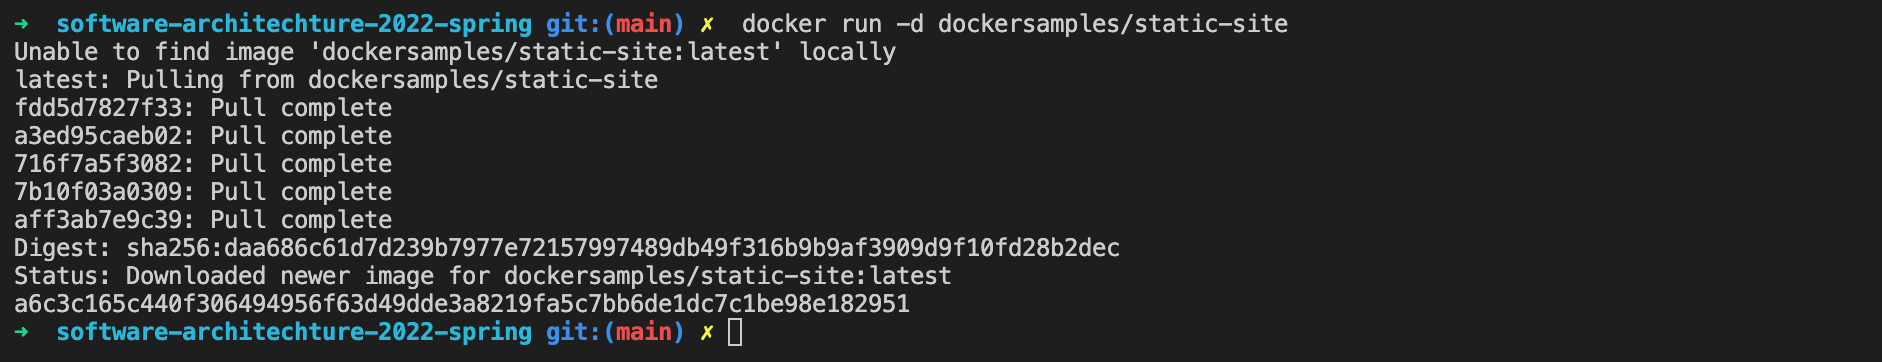 ➜  software-architechture-2022-spring git:(main) ✗  docker run -d dockersamples/static-site
Unable to find image 'dockersamples/static-site:latest' locally
latest: Pulling from dockersamples/static-site
fdd5d7827f33: Pull complete
a3ed95caeb02: Pull complete
716f7a5f3082: Pull complete
7b10f03a0309: Pull complete
aff3ab7e9c39: Pull complete
Digest: sha256:daa686c61d7d239b7977e72157997489db49f316b9b9af3909d9f10fd28b2dec
Status: Downloaded newer image for dockersamples/static-site:latest
a6c3c165c440f306494956f63d49dde3a8219fa5c7bb6de1dc7c1be98e182951
➜  software-architechture-2022-spring git:(main) ✗